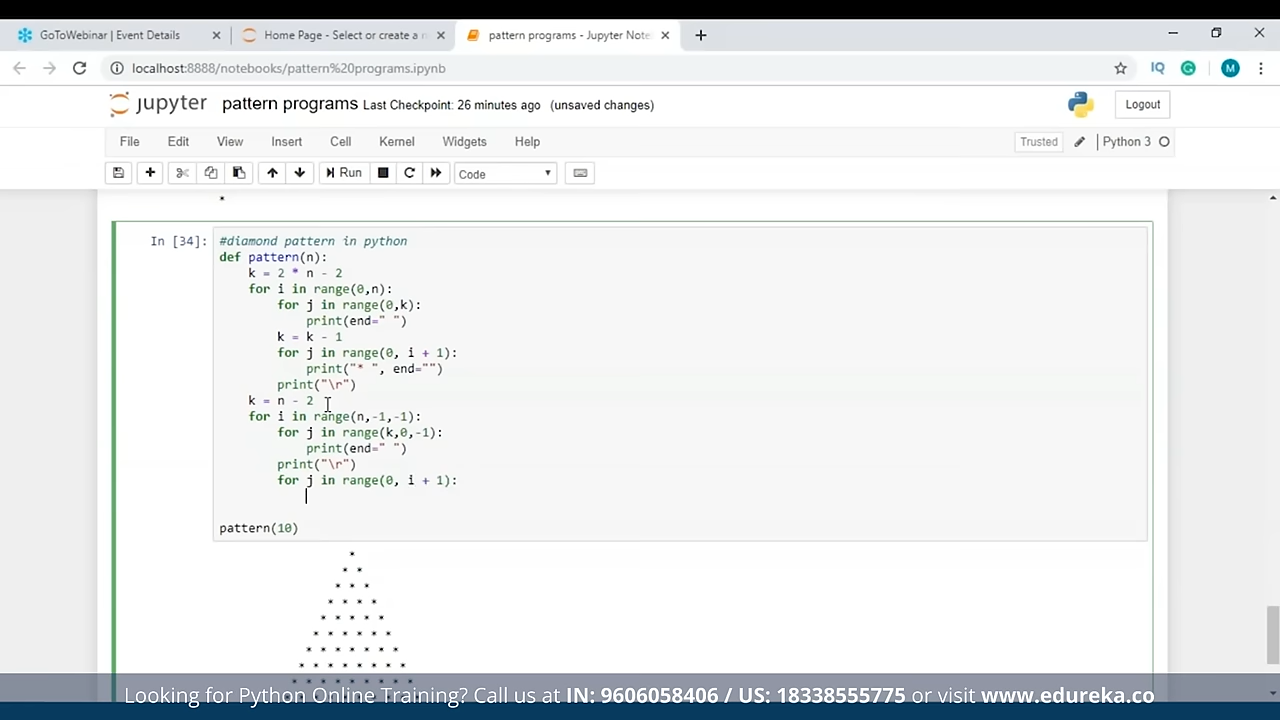 GoToWebinar | Event Details
Home Page - Select or create a n
pattern programs - Jupyter Note
localhost:8888/notebooks/pattern%20programs.ipynb
IQ
M
jupyter pattern programs Last Checkpoint: 26 minutes ago (unsaved changes)
Logout
File Edit View Insert Cell Kernel Widgets Help
Trusted
Python 3
Run
Code
*
In [34]:
#diamond pattern in python
def pattern(n):
    k = 2 * n - 2
    for i in range(0,n):
        for j in range(0,k):
            print(end=" ")
        k = k - 1
        for j in range(0, i + 1):
            print("* ", end="")
        print("\r")
    k = n - 2
    for i in range(n,-1,-1):
        for j in range(k,0,-1):
            print(end=" ")
        print("\r")
        for j in range(0, i + 1):
pattern(10)
*
* *
* * *
* * * *
* * * * *
* * * * * *
* * * * * * *
* * * * * * * *
Looking for Python Online Training? Call us at IN: 9606058406 / US: 18338555775 or visit www.edureka.co